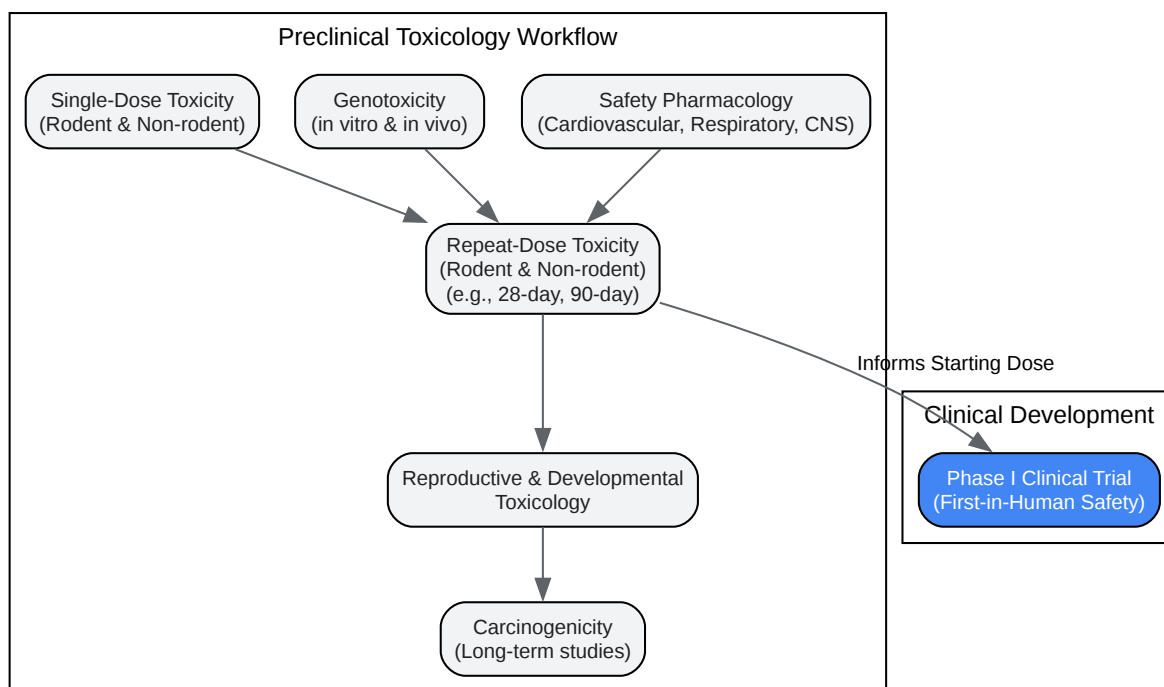 Preclinical Toxicology Workflow
Single-Dose Toxicity
(Rodent & Non-rodent)
Genotoxicity
(in vitro & in vivo)
Safety Pharmacology
(Cardiovascular, Respiratory, CNS)
Repeat-Dose Toxicity
(Rodent & Non-rodent)
(e.g., 28-day, 90-day)
Informs Starting Dose
Clinical Development
Phase I Clinical Trial
(First-in-Human Safety)
Reproductive & Developmental
Toxicology
Carcinogenicity
(Long-term studies)